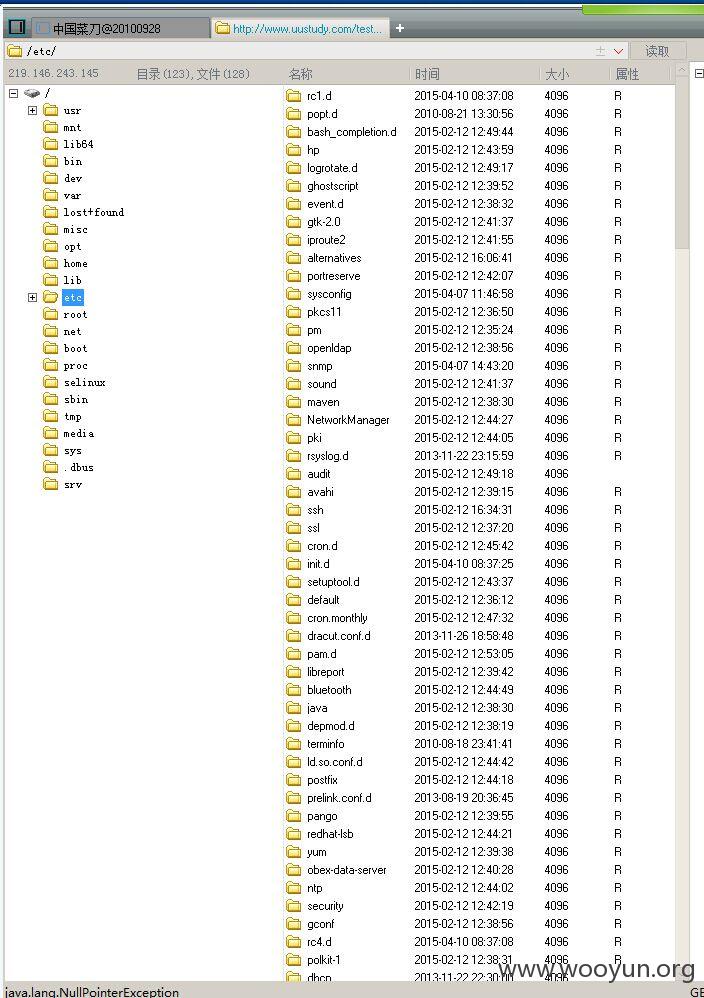 中国菜刀@20100928
http://www.uustudy.com/test...
+
/etc/
读取
219.146.243.145 目录(123),文件(128) 名称 时间 大小 属性
/
usr
mnt
lib64
bin
dev
var
lost+found
misc
opt
home
lib
etc
root
net
boot
proc
selinux
sbin
tmp
media
sys
.dbus
srv
rc1.d 2015-04-10 08:37:08 4096 R
popt.d 2010-08-21 13:30:56 4096 R
bash_completion.d 2015-02-12 12:49:44 4096 R
hp 2015-02-12 12:43:59 4096 R
logrotate.d 2015-02-12 12:49:17 4096 R
ghostscript 2015-02-12 12:39:52 4096 R
event.d 2015-02-12 12:38:32 4096 R
gtk-2.0 2015-02-12 12:41:37 4096 R
iproute2 2015-02-12 12:41:55 4096 R
alternatives 2015-02-12 16:06:41 4096 R
portreserve 2015-02-12 12:42:07 4096 R
sysconfig 2015-04-07 11:46:58 4096 R
pkcs11 2015-02-12 12:36:50 4096 R
pm 2015-02-12 12:35:24 4096 R
openldap 2015-02-12 12:38:56 4096 R
snmp 2015-04-07 14:43:20 4096 R
sound 2015-02-12 12:41:37 4096 R
maven 2015-02-12 12:38:30 4096 R
NetworkManager 2015-02-12 12:44:27 4096 R
pki 2015-02-12 12:44:05 4096 R
rsyslog.d 2013-11-22 23:15:59 4096 R
audit 2015-02-12 12:49:18 4096
avahi 2015-02-12 12:39:15 4096 R
ssh 2015-02-12 16:34:31 4096 R
ssl 2015-02-12 12:37:20 4096 R
cron.d 2015-02-12 12:45:42 4096 R
init.d 2015-04-10 08:37:25 4096 R
setuptool.d 2015-02-12 12:43:37 4096 R
default 2015-02-12 12:36:12 4096 R
cron.monthly 2015-02-12 12:47:32 4096 R
dracut.conf.d 2013-11-26 18:58:48 4096 R
pam.d 2015-02-12 12:53:05 4096 R
libreport 2015-02-12 12:39:42 4096 R
bluetooth 2015-02-12 12:44:49 4096 R
java 2015-02-12 12:38:30 4096 R
depmod.d 2015-02-12 12:38:19 4096 R
terminfo 2010-08-18 23:41:41 4096 R
ld.so.conf.d 2015-02-12 12:44:42 4096 R
postfix 2015-02-12 12:44:18 4096 R
prelink.conf.d 2013-08-19 20:36:45 4096 R
pango 2015-02-12 12:39:55 4096 R
redhat-lsb 2015-02-12 12:44:21 4096 R
yum 2015-02-12 12:39:38 4096 R
obex-data-server 2015-02-12 12:40:28 4096 R
ntp 2015-02-12 12:44:02 4096 R
security 2015-02-12 12:42:19 4096 R
gconf 2015-02-12 12:38:56 4096 R
rc4.d 2015-04-10 08:37:08 4096 R
polkit-1 2015-02-12 12:38:31 4096 R
dhcp 2013-11-22 22:30:00 4096 R
www.wooyun.org
java.lang.NullPointerException GE